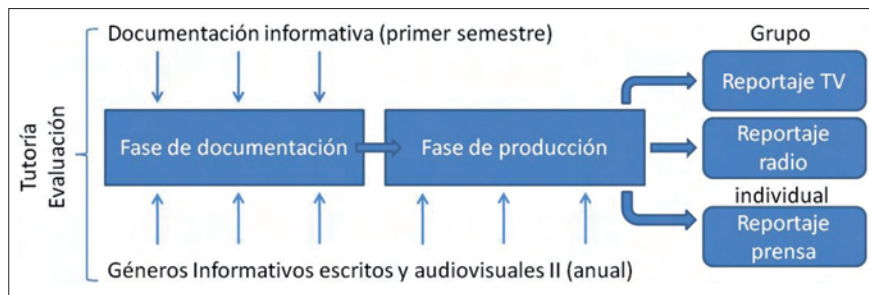 Documentación informativa (primer semestre)
Grupo
Tutoría
Evaluación
Fase de documentación
Fase de producción
Reportaje TV
Reportaje
radio
individual
Reportaje
prensa
Géneros Informativos escritos y audiovisuales II (anual)